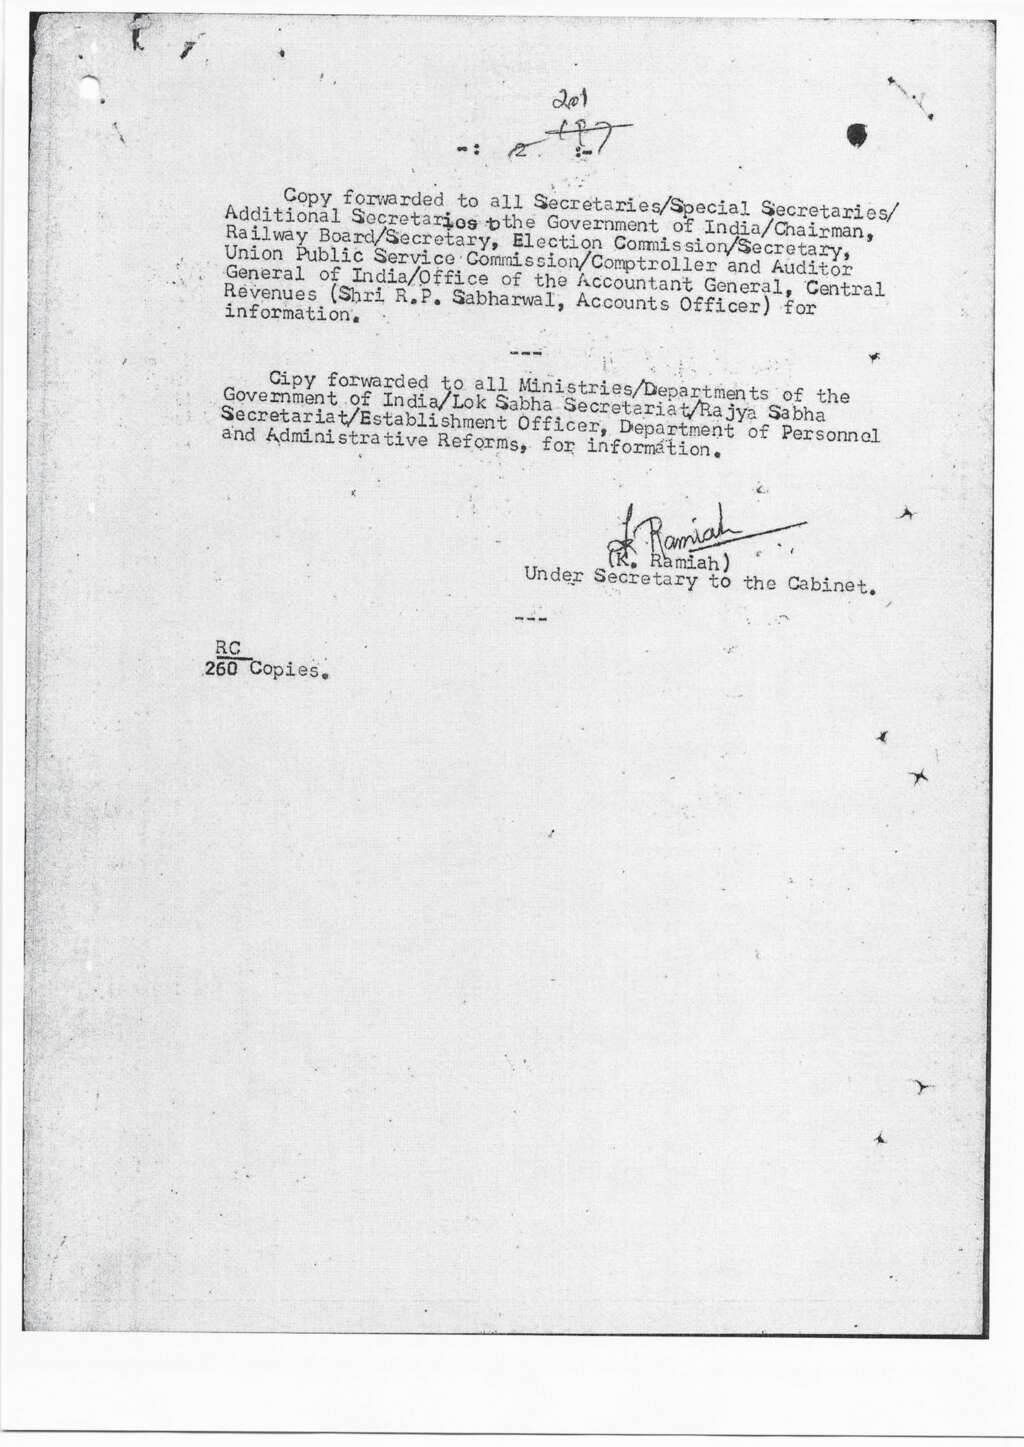 201
197
-: 2. :-
Copy forwarded to all Secretaries/Special Secretaries/
Additional Secretaries to the Government of India/Chairman,
Railway Board/Secretary, Election Commission/Secretary,
Union Public Service Commission/Comptroller and Auditor
General of India/Office of the Accountant General, Central
Revenues (Shri R.P. Sabharwal, Accounts Officer) for
information.
---
Cipy forwarded to all Ministries/Departments of the
Government of India/Lok Sabha Secretariat/Rajya Sabha
Secretariat/Establishment Officer, Department of Personnel
and Administrative Reforms, for information.
K Ramiah
(K. Ramiah)
Under Secretary to the Cabinet.
---
RC
260 Copies.